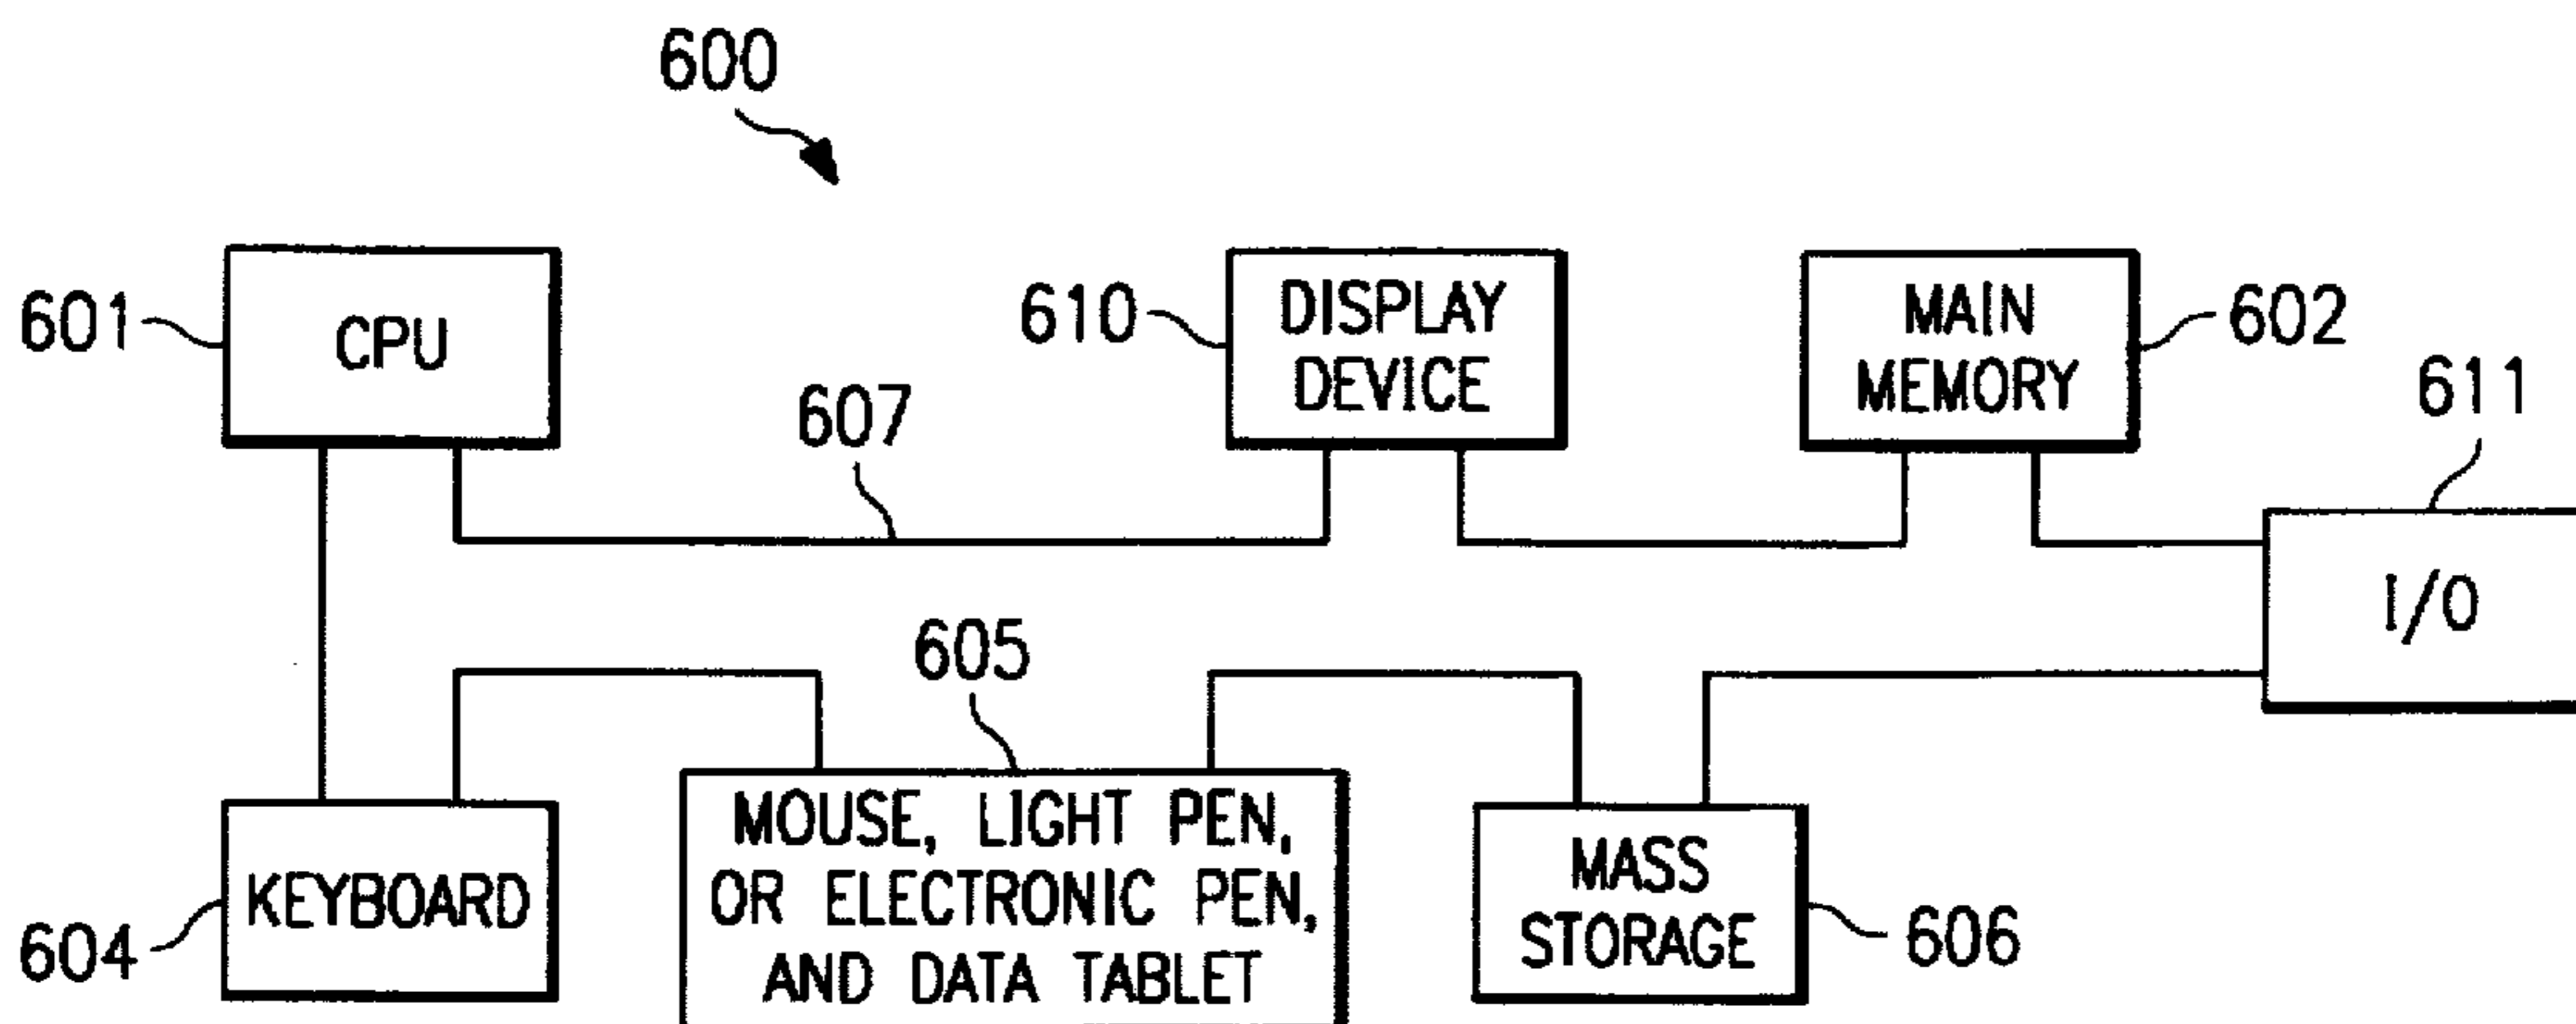 600
601
CPU
610
DISPLAY
DEVICE
MAIN
MEMORY
602
611
607
I/O
605
604
KEYBOARD
MOUSE, LIGHT PEN,
OR ELECTRONIC PEN,
AND DATA TABLET
MASS
STORAGE
606